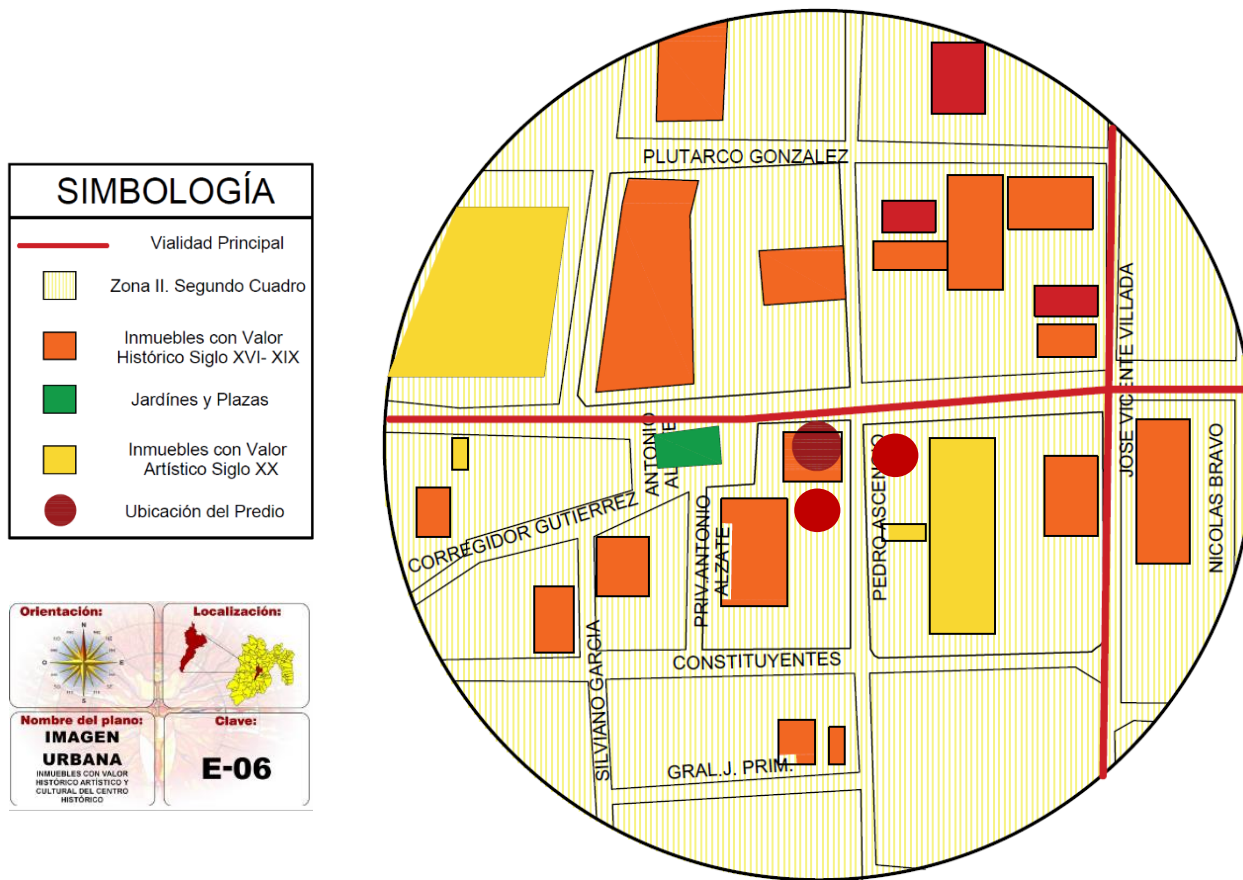 SIMBOLOGÍA
Vialidad Principal
Zona II. Segundo Cuadro
Inmuebles con Valor
Histórico Siglo XVI- XIX
Jardínes y Plazas
Inmuebles con Valor
Artístico Siglo XX
Ubicación del Predio
Orientación:
N
E
S
O
Localización:
Nombre del plano:
IMAGEN
URBANA
INMUEBLES CON VALOR
HISTÓRICO ARTÍSTICO Y
CULTURAL DEL CENTRO
HISTÓRICO
Clave:
E-06
PLUTARCO GONZALEZ
JOSE VICENTE VILLADA
NICOLAS BRAVO
ANTONIO
CORREGIDOR GUTIERREZ
PRIV.ANTONIO
ALZATE
PEDRO ASCENCIO
SILVIANO GARCIA
CONSTITUYENTES
GRAL.J. PRIM.